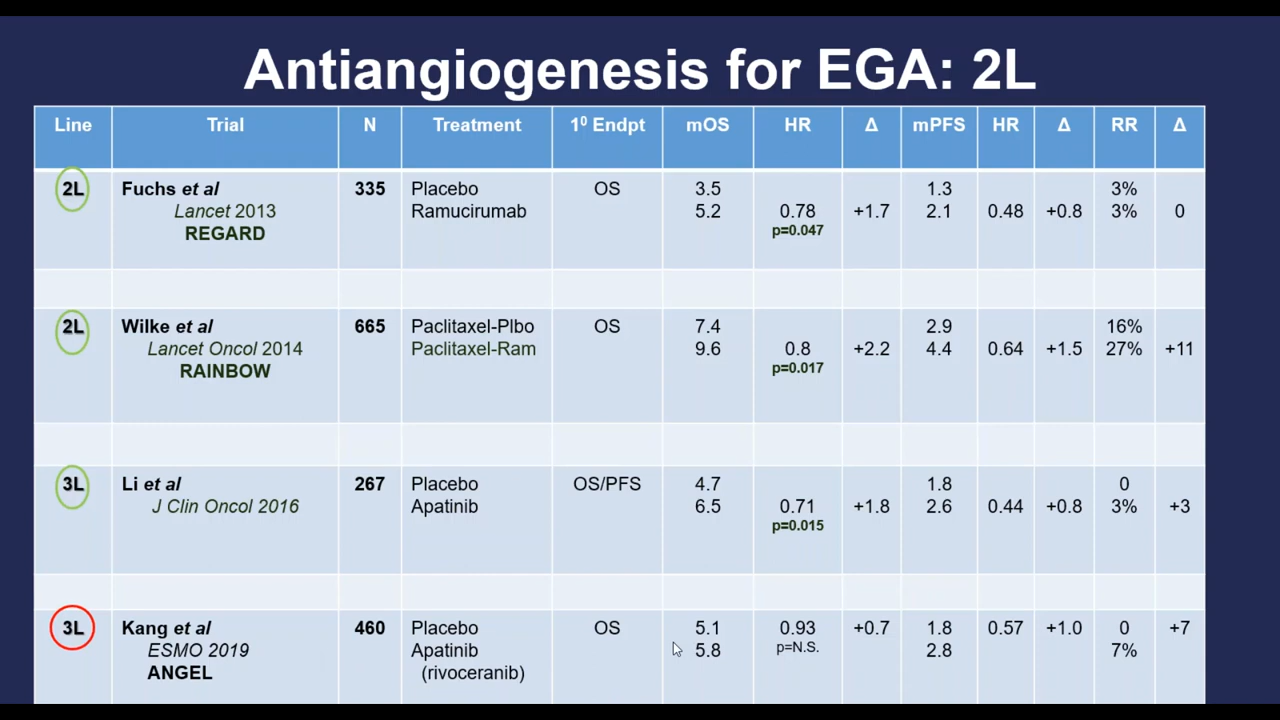 Antiangiogenesis for EGA: 2L
Line Trial N Treatment 1⁰ Endpt mOS HR Δ mPFS HR Δ RR Δ
2L Fuchs et al 335 Placebo OS 3.5 1.3 3%
Lancet 2013 Ramucirumab 5.2 0.78 +1.7 2.1 0.48 +0.8 3% 0
REGARD p=0.047
2L Wilke et al 665 Paclitaxel-Plbo OS 7.4 2.9 16%
Lancet Oncol 2014 Paclitaxel-Ram 9.6 0.8 +2.2 4.4 0.64 +1.5 27% +11
RAINBOW p=0.017
3L Li et al 267 Placebo OS/PFS 4.7 1.8 0
J Clin Oncol 2016 Apatinib 6.5 0.71 +1.8 2.6 0.44 +0.8 3% +3
p=0.015
3L Kang et al 460 Placebo OS 5.1 0.93 +0.7 1.8 0.57 +1.0 0 +7
ESMO 2019 Apatinib 5.8 p=N.S. 2.8 7%
ANGEL (rivoceranib)